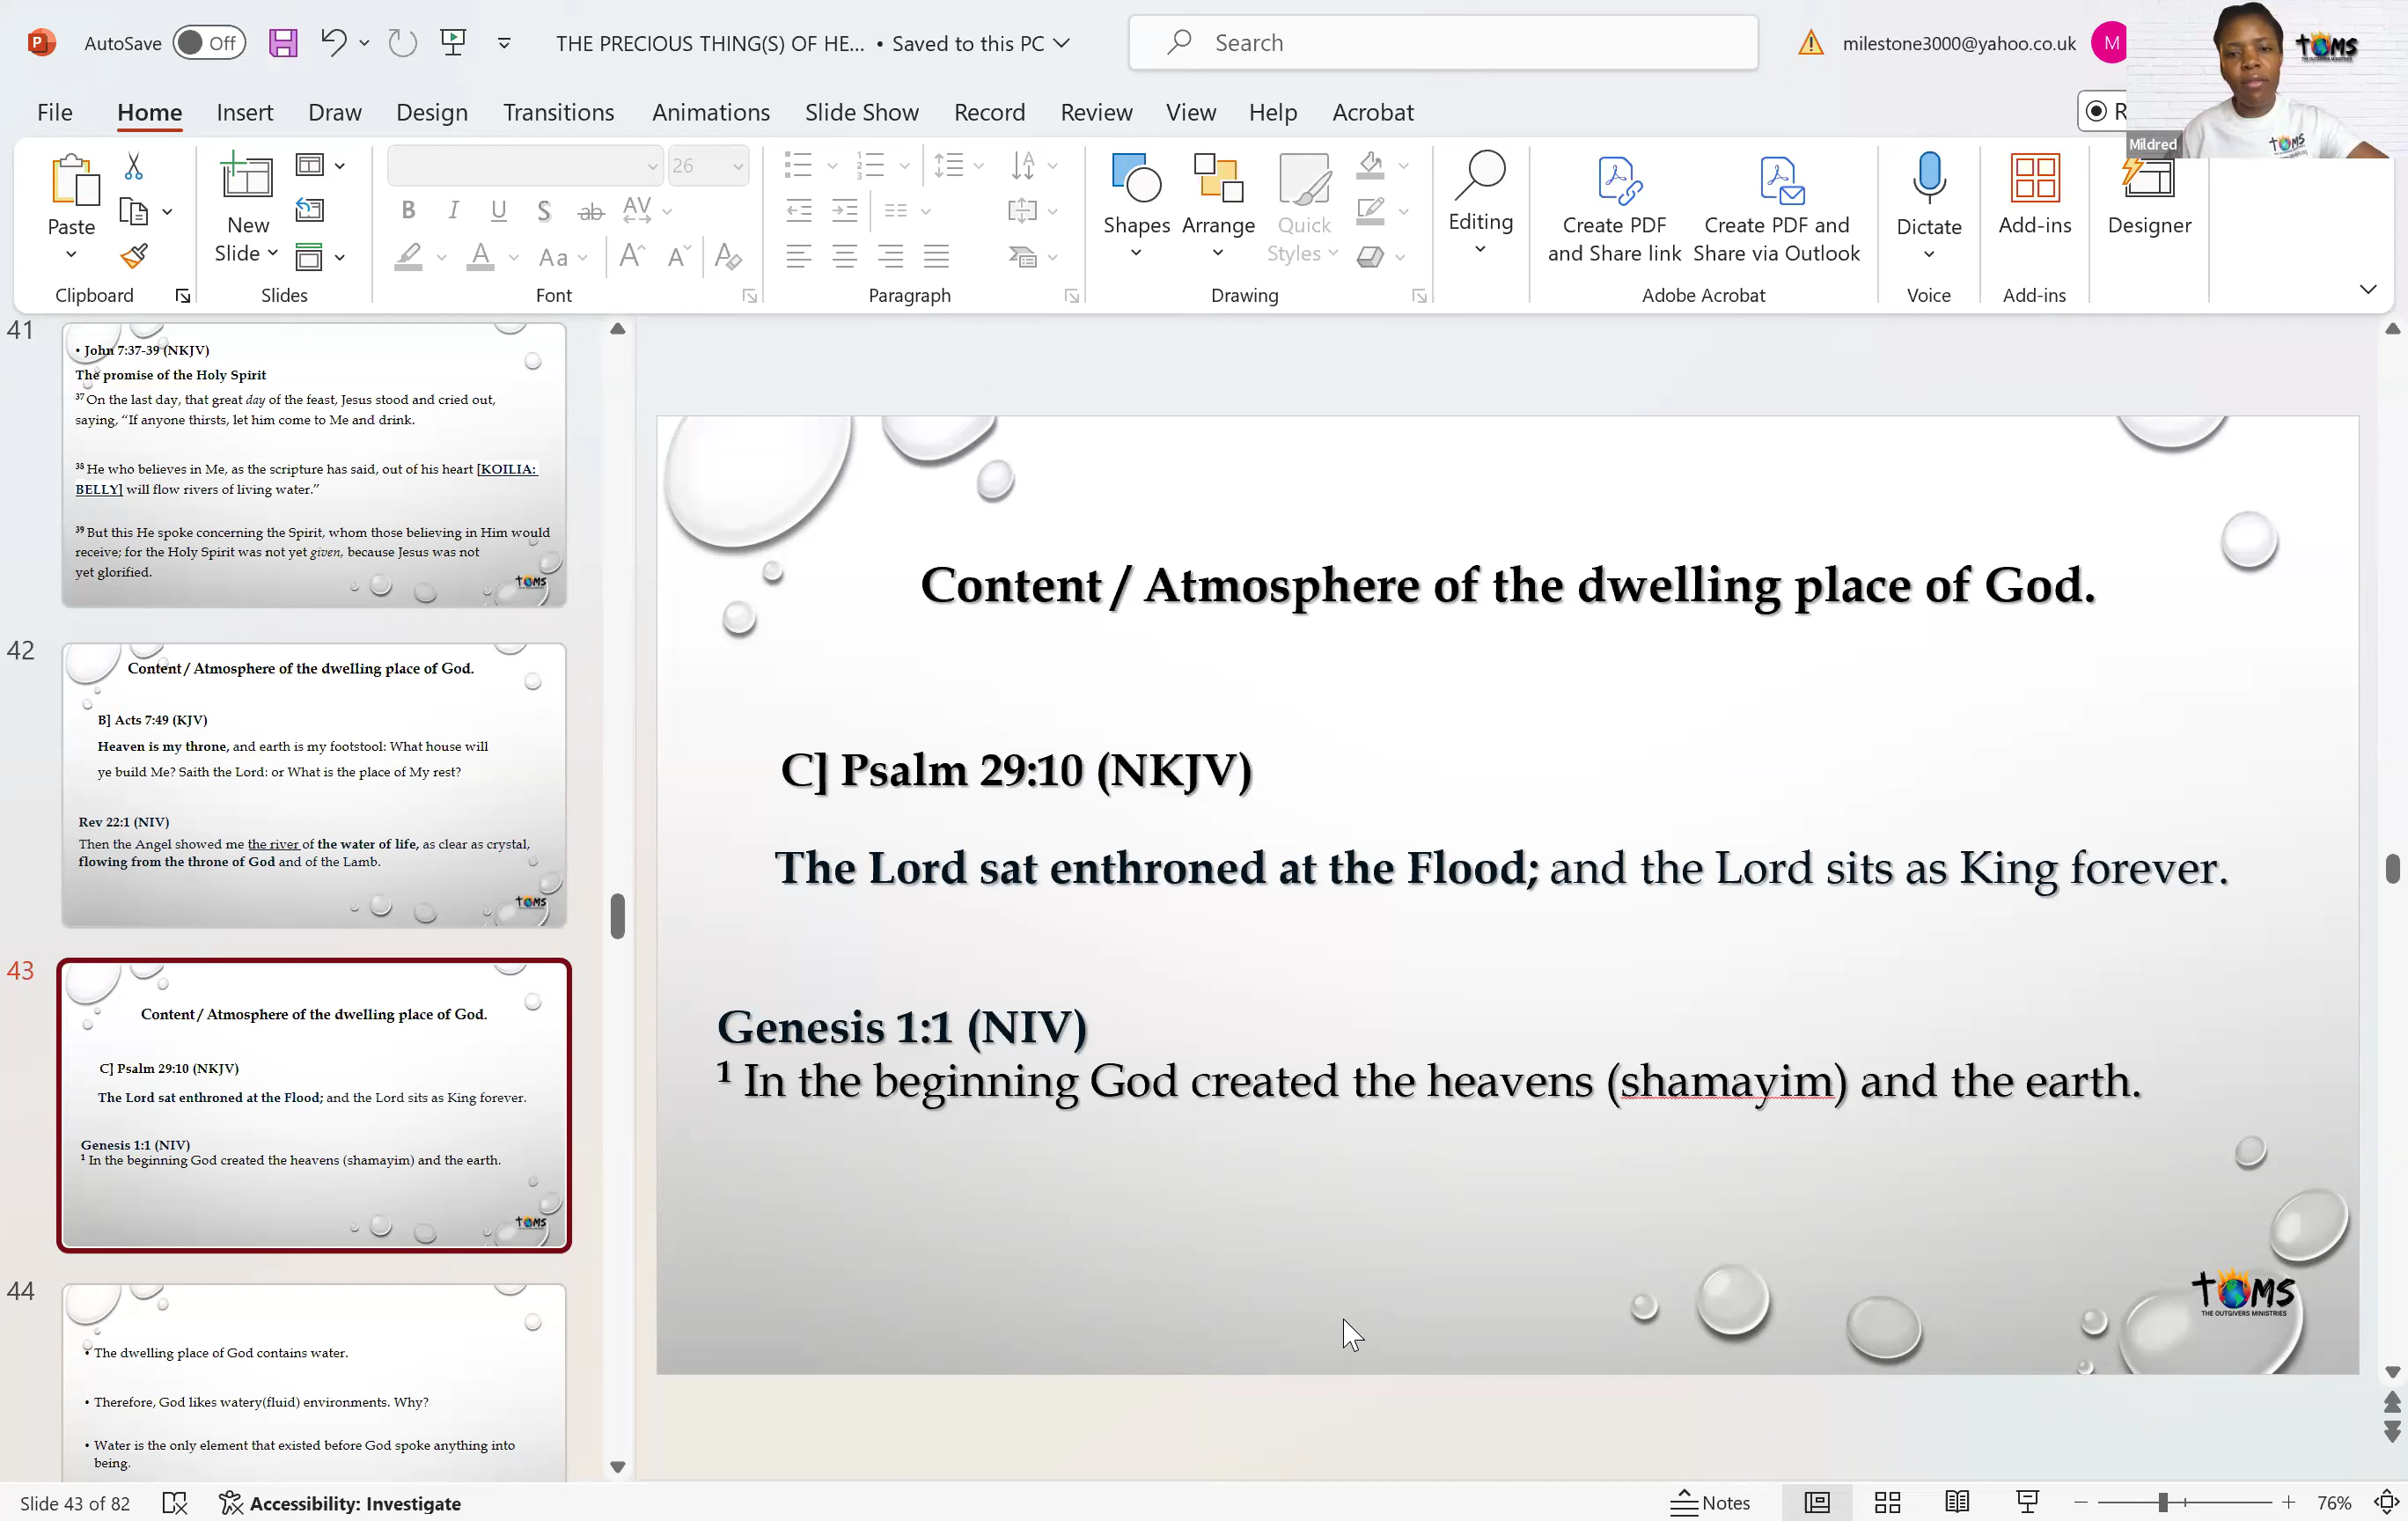 AutoSave Off THE PRECIOUS THING(S) OF HE... • Saved to this PC Search milestone3000@yahoo.co.uk M
TOMS
THE OUTGIVERS MINISTRIES
TOMS
Mildred
File Home Insert Draw Design Transitions Animations Slide Show Record Review View Help Acrobat R
26
Paste New Slide Shapes Arrange Quick Styles Editing Create PDF and Share link Create PDF and Share via Outlook Dictate Add-ins Designer
Clipboard Slides Font Paragraph Drawing Adobe Acrobat Voice Add-ins
41
• John 7:37-39 (NKJV)
The promise of the Holy Spirit
37 On the last day, that great day of the feast, Jesus stood and cried out,
saying, “If anyone thirsts, let him come to Me and drink.
38 He who believes in Me, as the scripture has said, out of his heart [KOILIA:
BELLY] will flow rivers of living water.”
39 But this He spoke concerning the Spirit, whom those believing in Him would
receive; for the Holy Spirit was not yet given, because Jesus was not
yet glorified.
TOMS
42
Content / Atmosphere of the dwelling place of God.
B] Acts 7:49 (KJV)
Heaven is my throne, and earth is my footstool: What house will
ye build Me? Saith the Lord: or What is the place of My rest?
Rev 22:1 (NIV)
Then the Angel showed me the river of the water of life, as clear as crystal,
flowing from the throne of God and of the Lamb.
TOMS
43
Content / Atmosphere of the dwelling place of God.
C] Psalm 29:10 (NKJV)
The Lord sat enthroned at the Flood; and the Lord sits as King forever.
Genesis 1:1 (NIV)
1 In the beginning God created the heavens (shamayim) and the earth.
TOMS
44
• The dwelling place of God contains water.
• Therefore, God likes watery(fluid) environments. Why?
• Water is the only element that existed before God spoke anything into
being.
Content / Atmosphere of the dwelling place of God.
C] Psalm 29:10 (NKJV)
The Lord sat enthroned at the Flood; and the Lord sits as King forever.
Genesis 1:1 (NIV)
1 In the beginning God created the heavens (shamayim) and the earth.
TOMS
THE OUTGIVERS MINISTRIES
Slide 43 of 82 Accessibility: Investigate Notes 76%